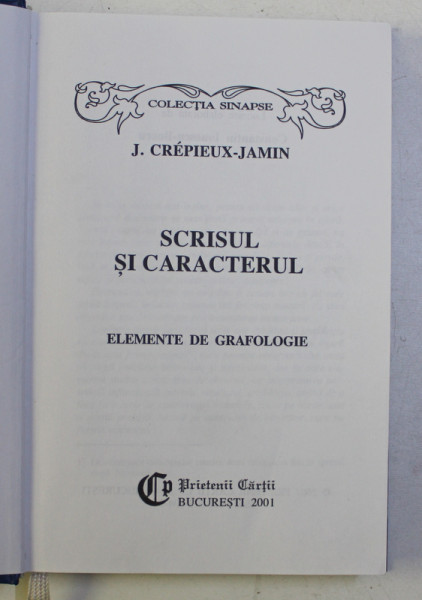 COLECȚIA SINAPSE
J. CRÉPIEUX-JAMIN
SCRISUL
ȘI CARACTERUL
ELEMENTE DE GRAFOLOGIE
Cp Prietenii Cărții
BUCUREȘTI 2001